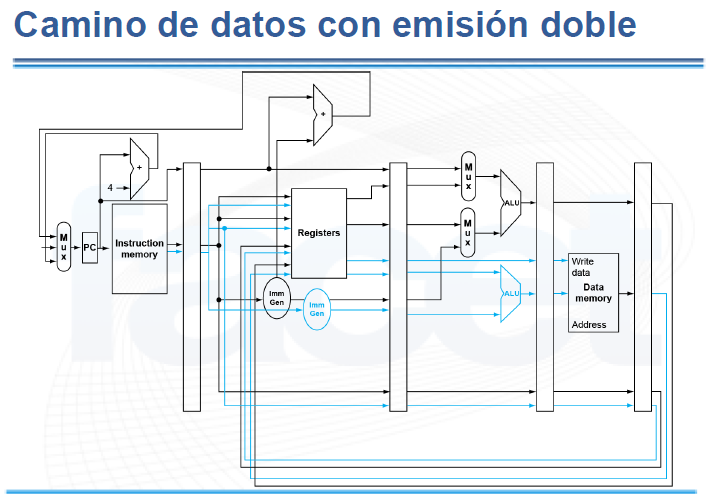 Camino de datos con emisión doble
+
+
4
M
u
x
PC
Instruction
memory
Registers
Imm
Gen
Imm
Gen
M
u
x
M
u
x
ALU
ALU
Write
data
Data
memory
Address
facet